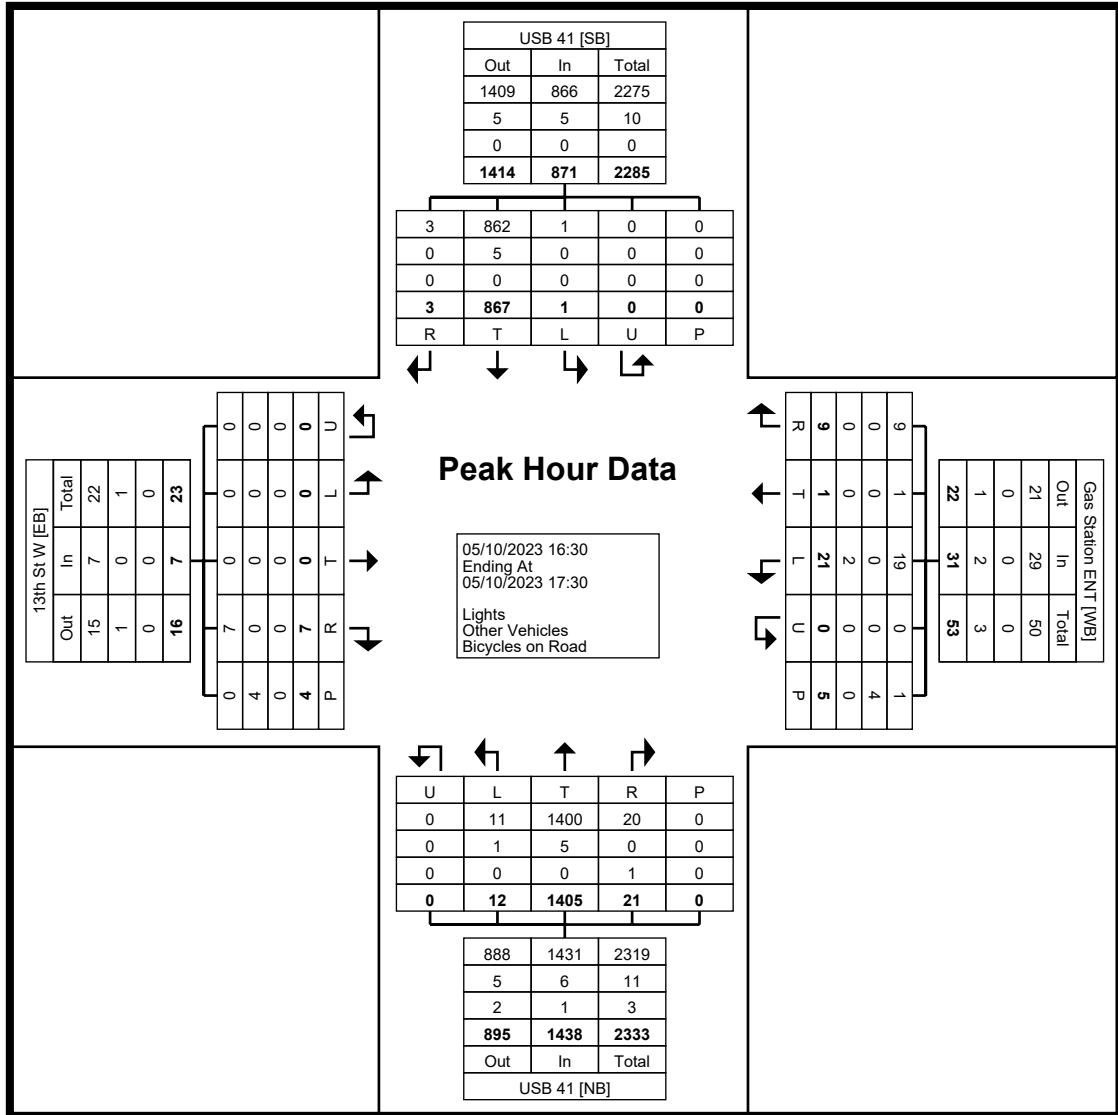 USB 41 [SB]
Out In Total
1409 866 2275
5 5 10
0 0 0
1414 871 2285
3 862 1 0 0
0 5 0 0 0
0 0 0 0 0
3 867 1 0 0
R T L U P
13th St W [EB]
Total In Out
22 7 15
1 0 1
0 0 0
23 7 16
0 0 0 7 0
0 0 0 0 4
0 0 0 0 0
0 0 0 7 4
U L T R P
Peak Hour Data
05/10/2023 16:30
Ending At
05/10/2023 17:30
Lights
Other Vehicles
Bicycles on Road
R T L U P
9 1 21 0 5
0 0 2 0 0
0 0 0 0 4
9 1 19 0 1
Gas Station ENT [WB]
Out In Total
21 29 50
0 0 0
1 2 3
22 31 53
U L T R P
0 11 1400 20 0
0 1 5 0 0
0 0 0 1 0
0 12 1405 21 0
888 1431 2319
5 6 11
2 1 3
895 1438 2333
Out In Total
USB 41 [NB]